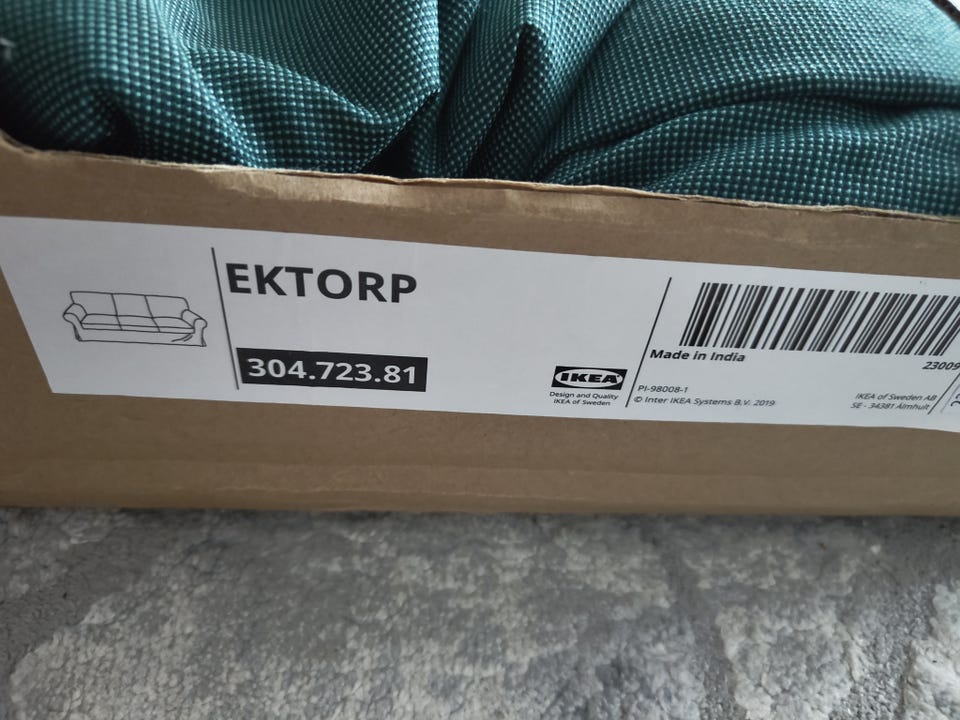 EKTORP
304.723.81
IKEA
Design and Quality
IKEA of Sweden
Made in India
23009
PI-98008-1
© Inter IKEA Systems B.V. 2019
IKEA of Sweden AB
SE - 34381 Älmhult